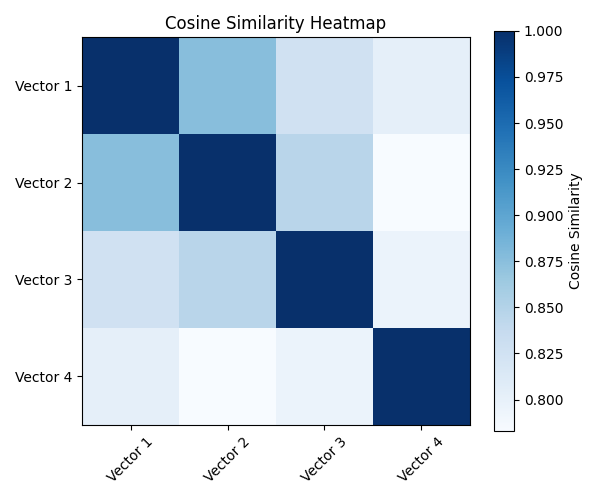 Cosine Similarity Heatmap
Vector 1
Vector 2
Vector 3
Vector 4
Vector 1
Vector 2
Vector 3
Vector 4
1.000
0.975
0.950
0.925
0.900
0.875
0.850
0.825
0.800
Cosine Similarity